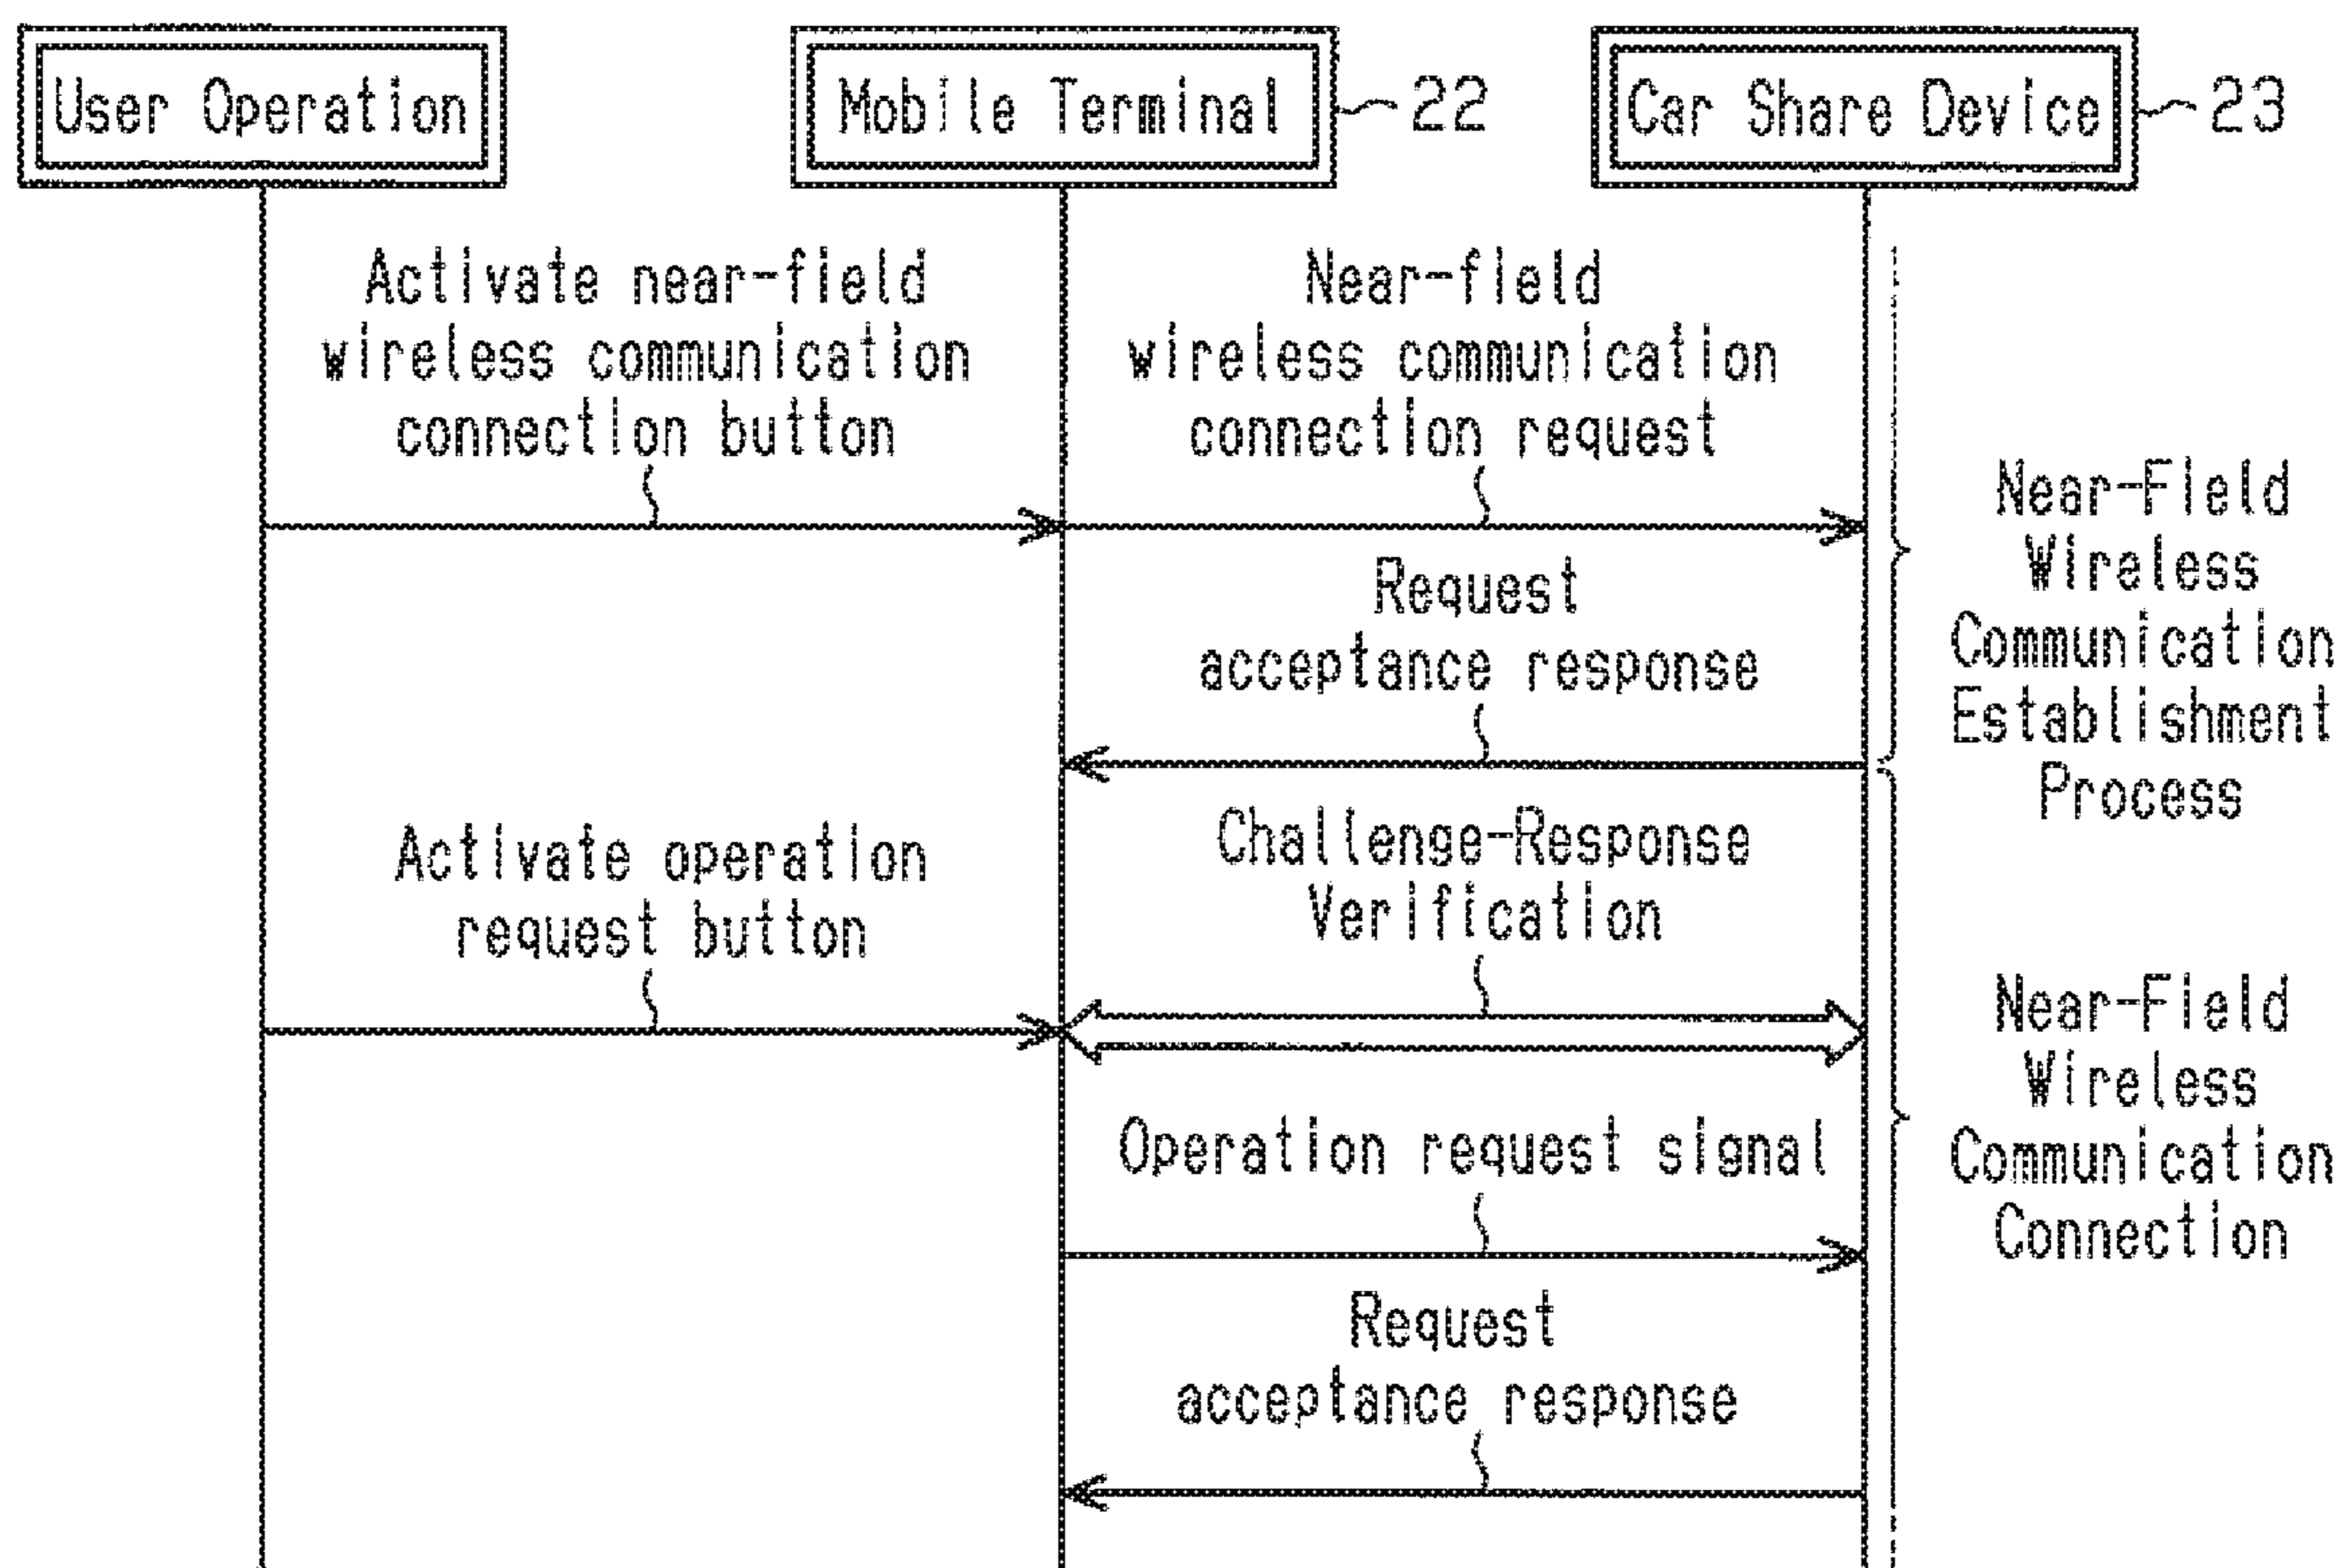 User Operation
Mobile Terminal
22
Car Share Device
23
Activate near-field
wireless communication
connection button
Near-field
wireless communication
connection request
Near-Field
Wireless
Communication
Establishment
Process
Request
acceptance response
Activate operation
request button
Challenge-Response
Verification
Near-Field
Wireless
Communication
Connection
Operation request signal
Request
acceptance response